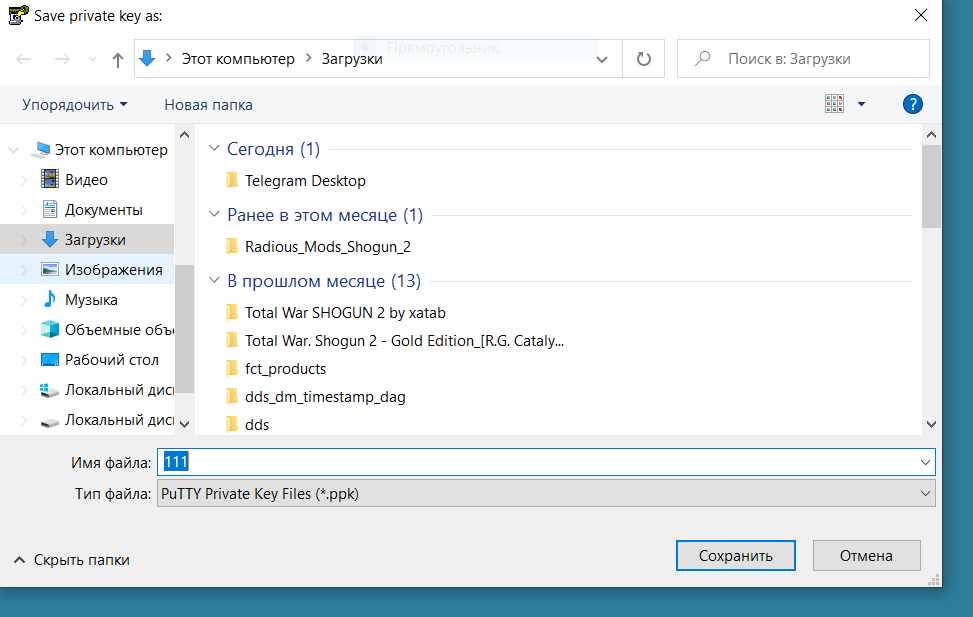 Save private key as:
Прямоугольник
Этот компьютер Загрузки
Поиск в: Загрузки
Упорядочить
Новая папка
?
Этот компьютер
Видео
Документы
Загрузки
Изображения
Музыка
Объемные объ
Рабочий стол
Локальный дис
Локальный дис
Сегодня (1)
Telegram Desktop
Ранее в этом месяце (1)
Radious_Mods_Shogun_2
В прошлом месяце (13)
Total War SHOGUN 2 by xatab
Total War. Shogun 2 - Gold Edition_[R.G. Cataly...
fct_products
dds_dm_timestamp_dag
dds
Имя файла: 111
Тип файла: PuTTY Private Key Files (*.ppk)
Скрыть папки
Сохранить
Отмена